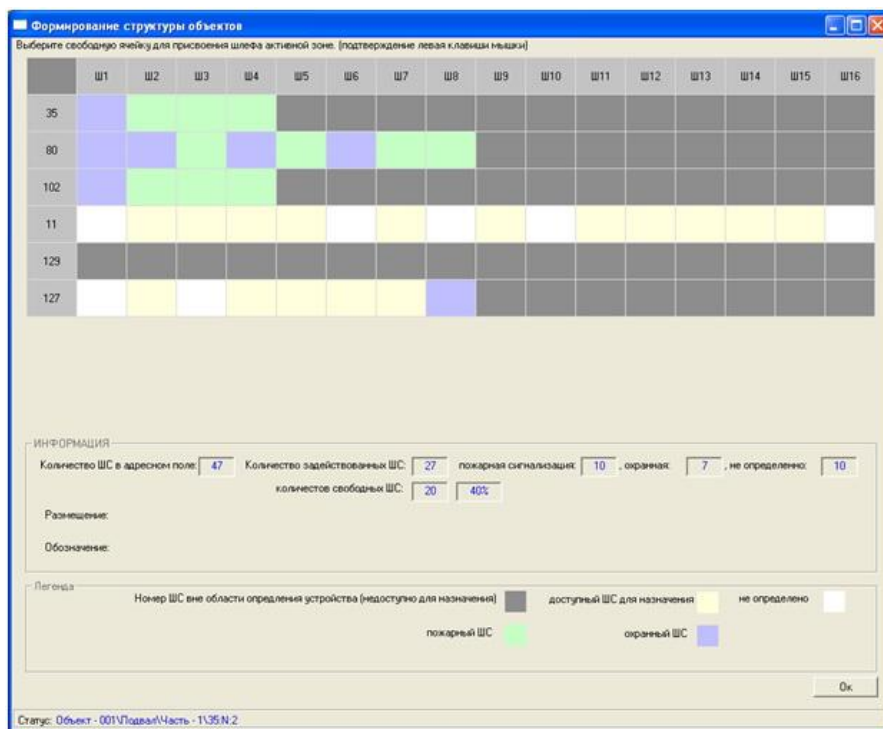 Формирование структуры объектов
Выберите свободную ячейку для присвоения шлефа активной зоне. (подтверждение левая клавиши мышки)
Ш1 Ш2 Ш3 Ш4 Ш5 Ш6 Ш7 Ш8 Ш9 Ш10 Ш11 Ш12 Ш13 Ш14 Ш15 Ш16
35
80
102
11
129
127
ИНФОРМАЦИЯ
Количество ШС в адресном поле: 47 Количество задействованных ШС: 27 пожарная сигнализация: 10 , охранная: 7 , не определенно: 10
количестов свободных ШС: 20 40%
Размещение:
Обозначение:
Легенда
Номер ШС вне области опредления устройства (недоступно для назначения) доступный ШС для назначения не определено
пожарный ШС охранный ШС
Ок
Статус: Объект - 001\Подвал\Часть - 1\35:N:2